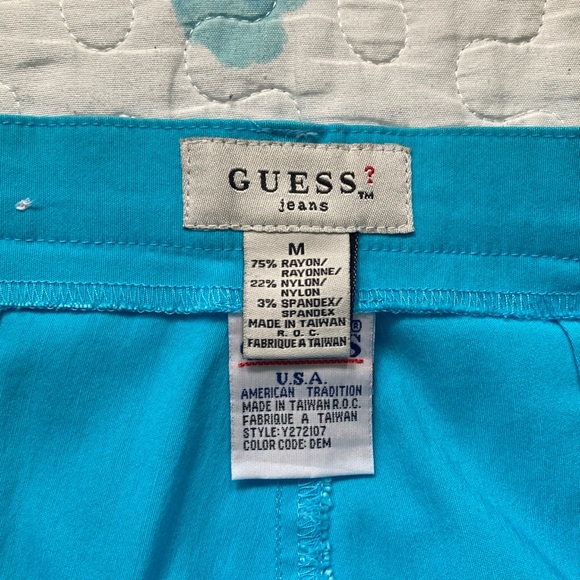 GUESS?™
jeans
M
75% RAYON/
RAYONNE/
22% NYLON/
NYLON
3% SPANDEX/
SPANDEX
MADE IN TAIWAN
R. O. C.
FABRIQUE A TAIWAN
U.S.A.
AMERICAN TRADITION
MADE IN TAIWAN R.O.C.
FABRIQUE A TAIWAN
STYLE: Y272107
COLOR CODE: DEM